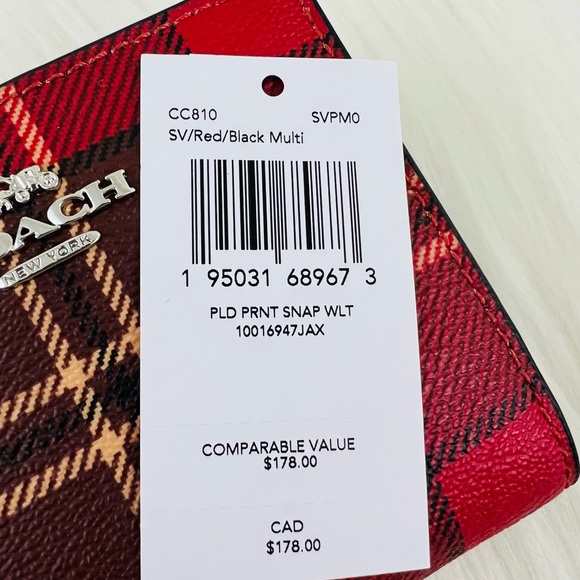 CC810 SVPM0
SV/Red/Black Multi
1 95031 68967 3
PLD PRNT SNAP WLT
10016947JAX
COMPARABLE VALUE
$178.00
CAD
$178.00
OACH
NEW YORK